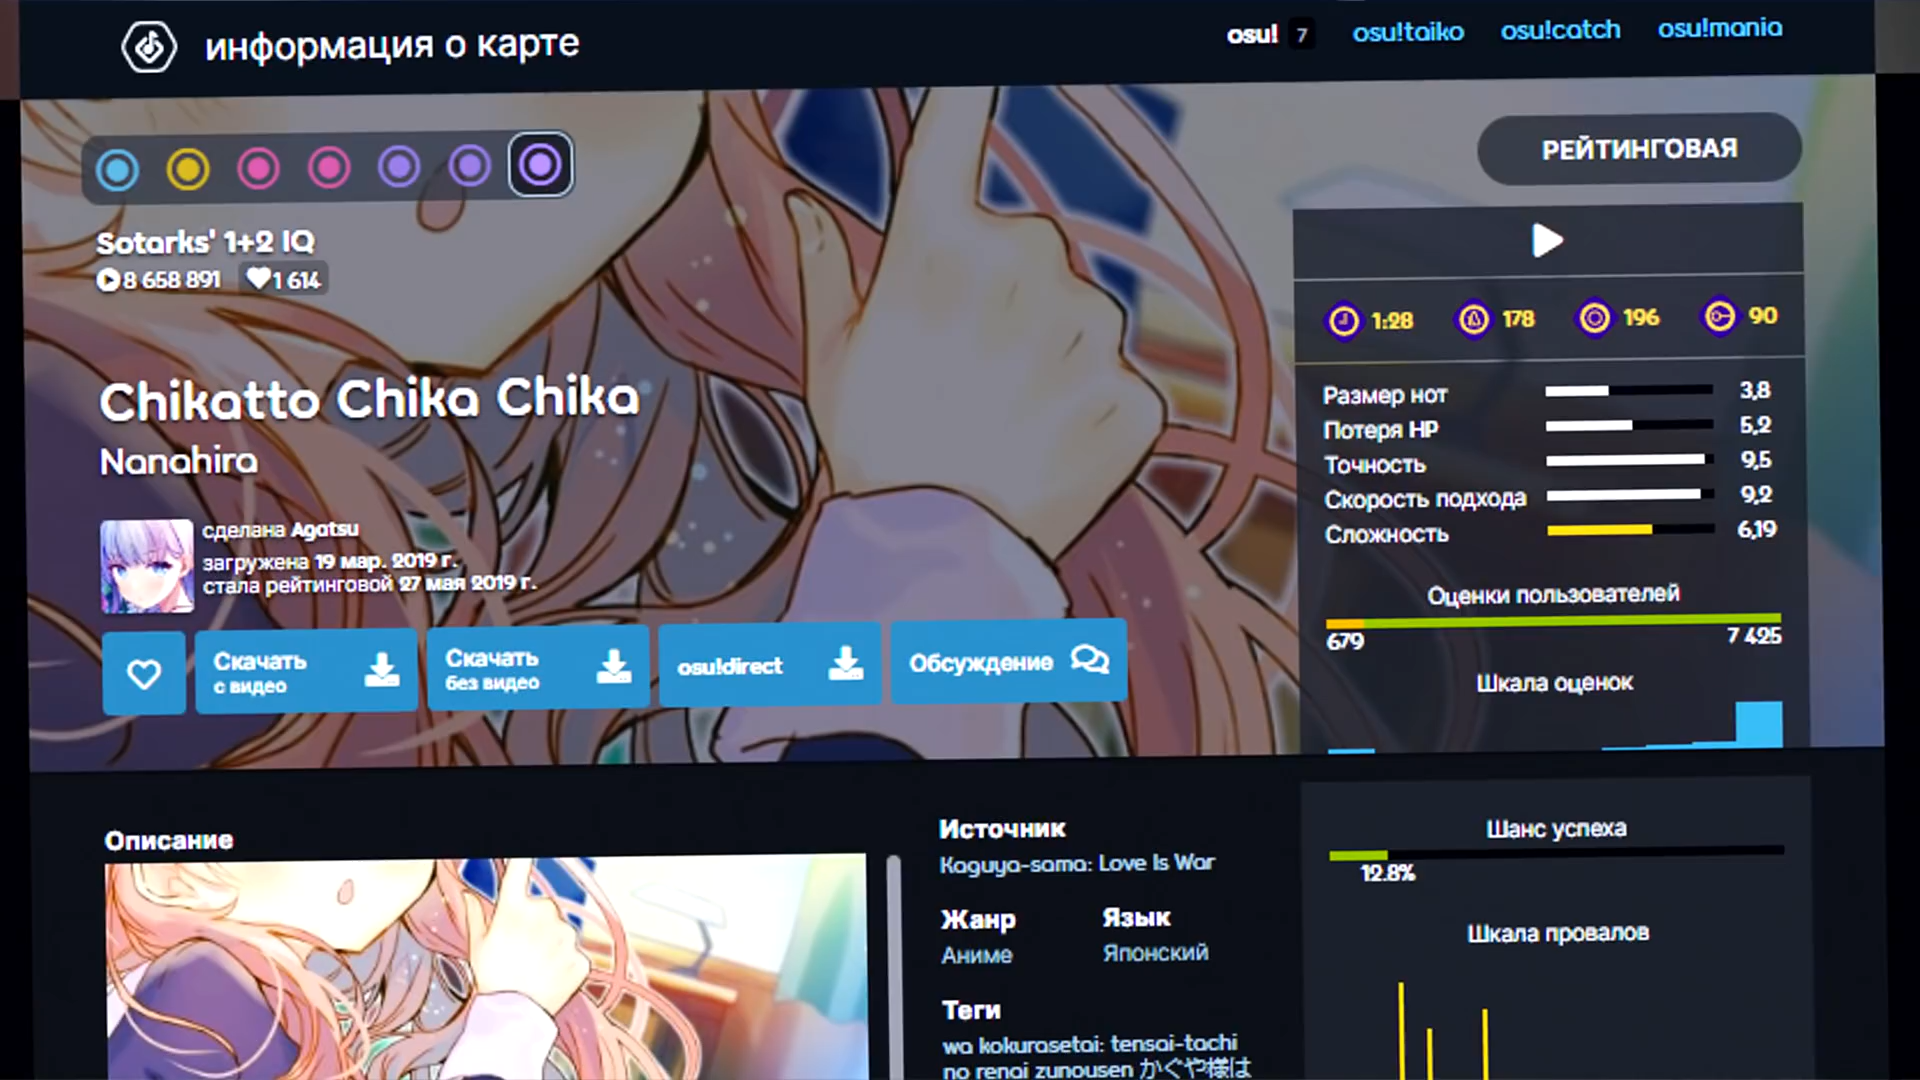 информация о карте
osu! 7 osu!taiko osu!catch osu!mania
РЕЙТИНГОВАЯ
Sotarks' 1+2 IQ
8 658 891 1 614
1:28 178 196 90
Chikatto Chika Chika
Nanahira
Размер нот 3,8
Потеря HP 5,2
Точность 9,5
Скорость подхода 9,2
Сложность 6,19
сделана Agatsu
загружена 19 мар. 2019 г.
стала рейтинговой 27 мая 2019 г.
Оценки пользователей
679 7 425
Скачать
с видео
Скачать
без видео
osu!direct
Обсуждение
Шкала оценок
Описание
Источник
Kaguya-sama: Love Is War
Жанр Язык
Аниме Японский
Теги
wa kokurasetai: tensai-tachi
no renai zunousen かぐや様は
Шанс успеха
12.8%
Шкала провалов